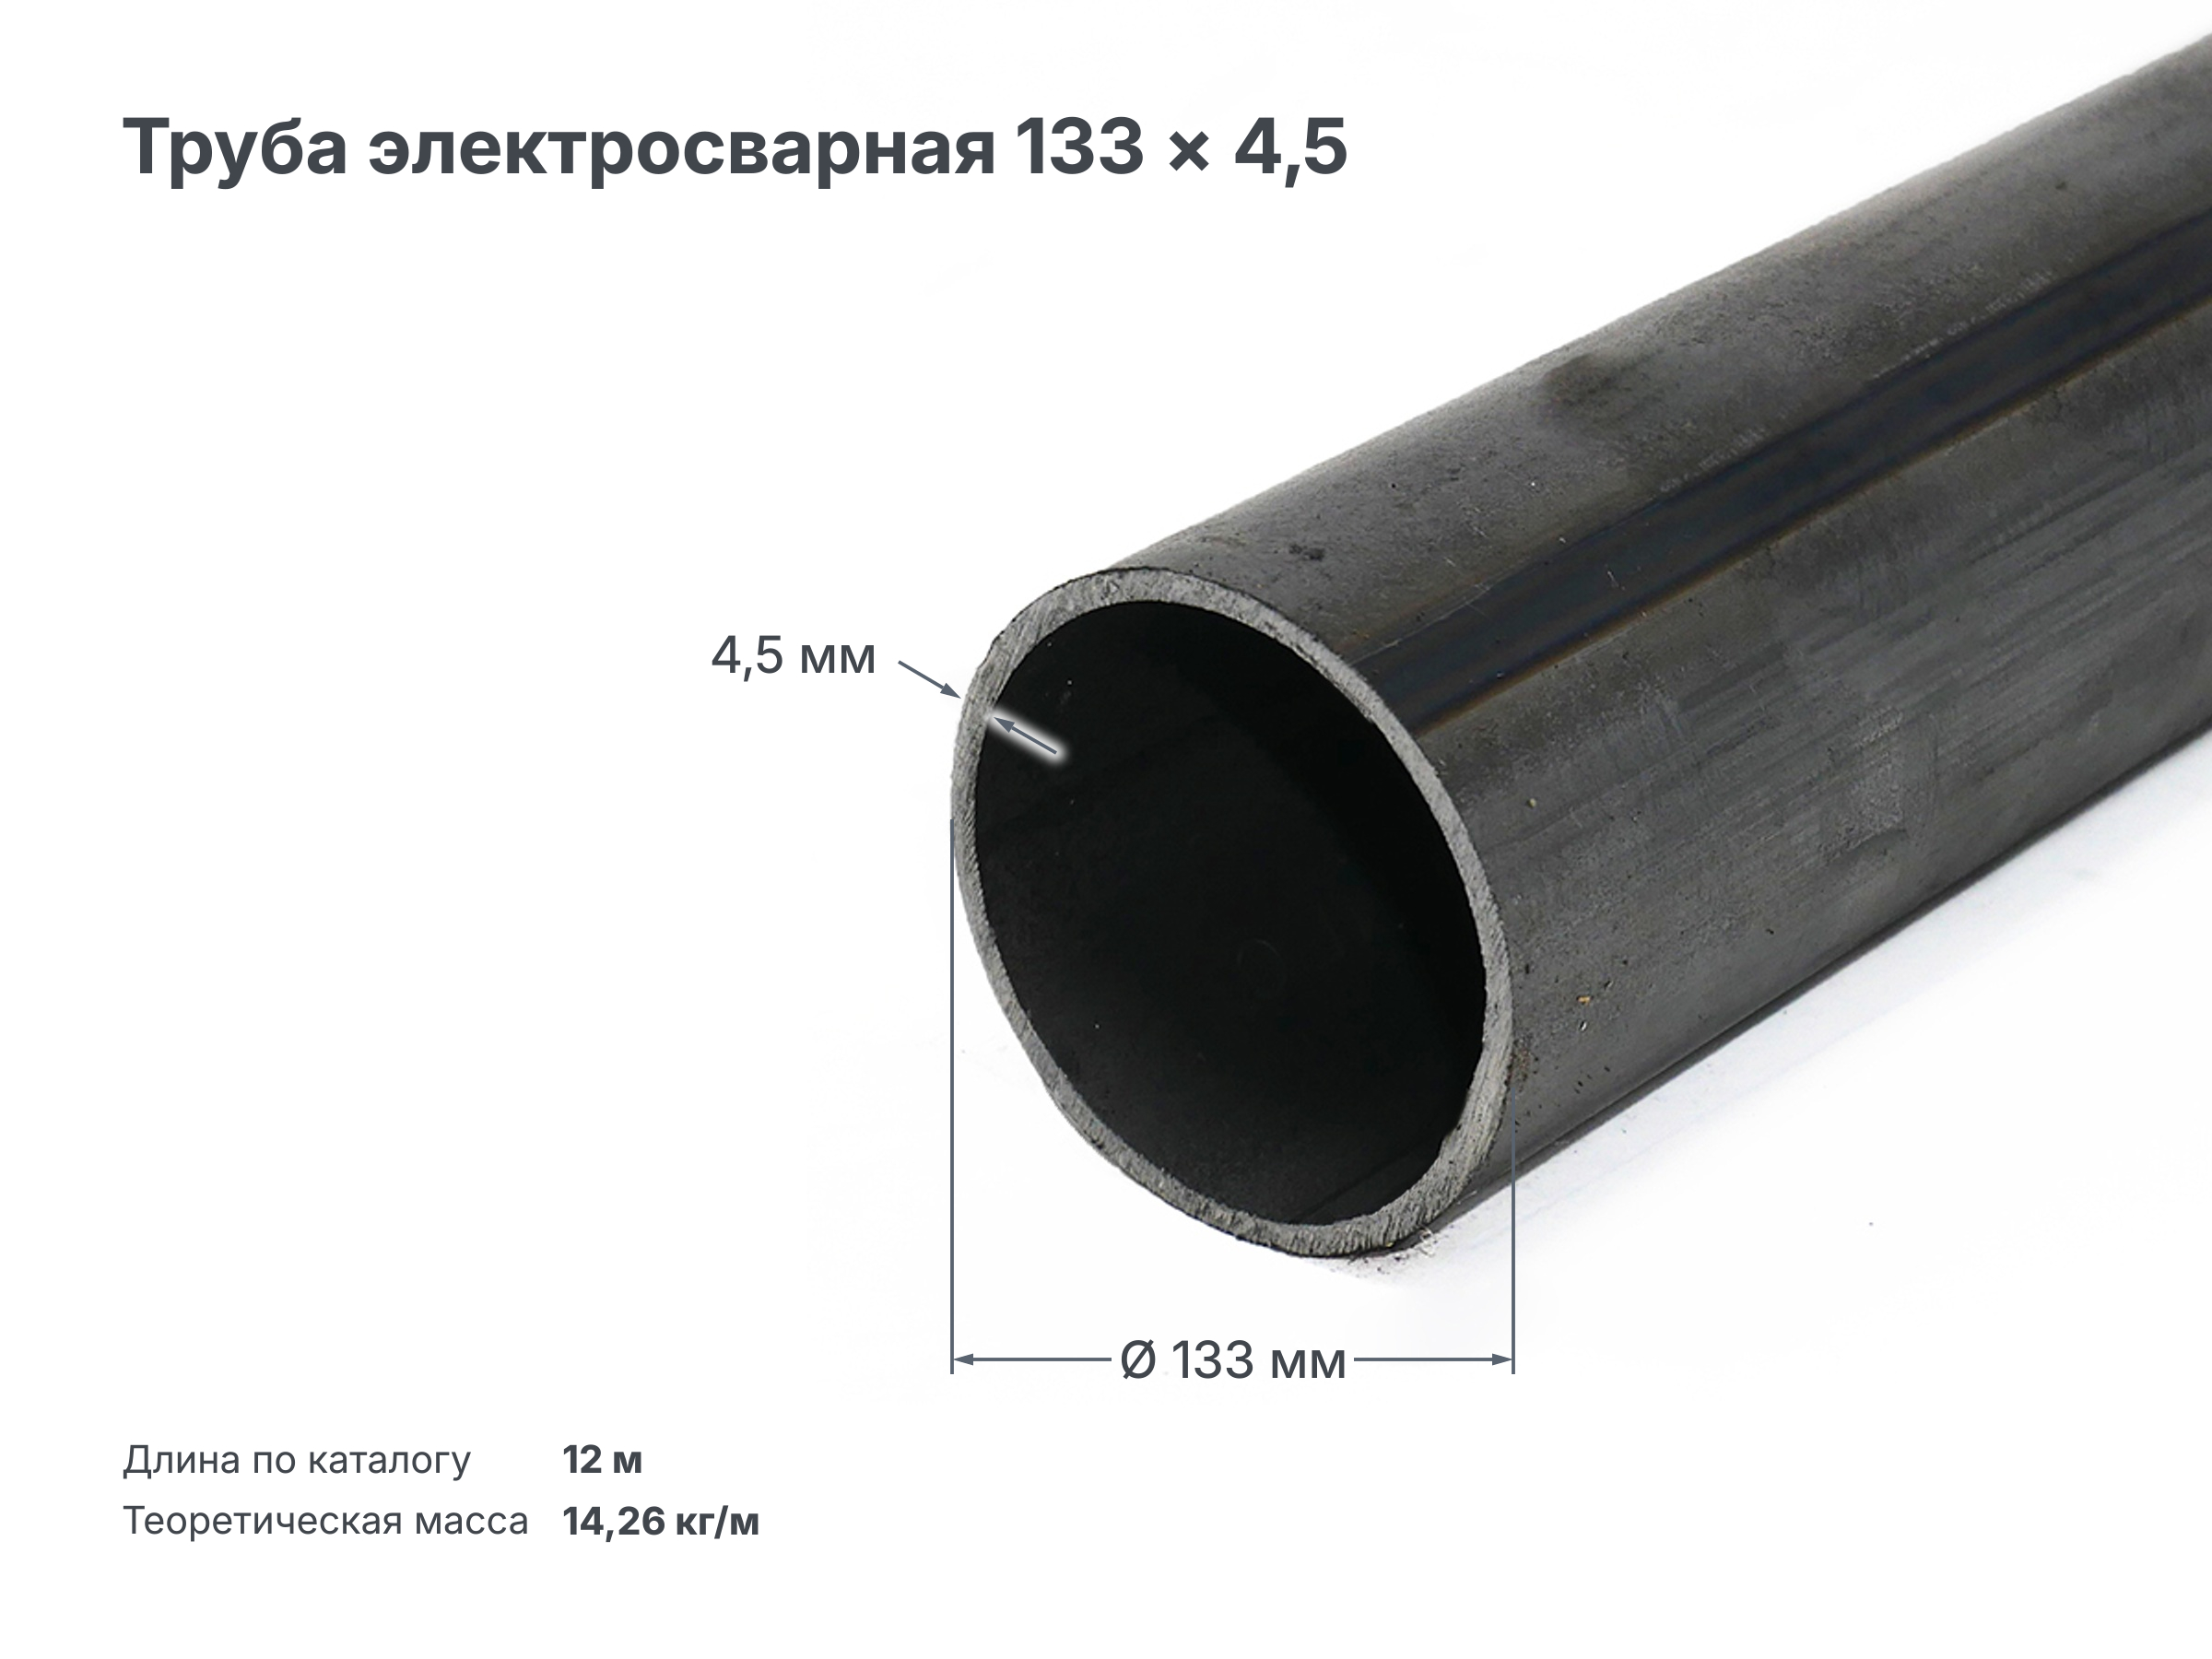 Труба электросварная 133 × 4,5
4,5 мм
Ø 133 мм
Длина по каталогу 12 м
Теоретическая масса 14,26 кг/м